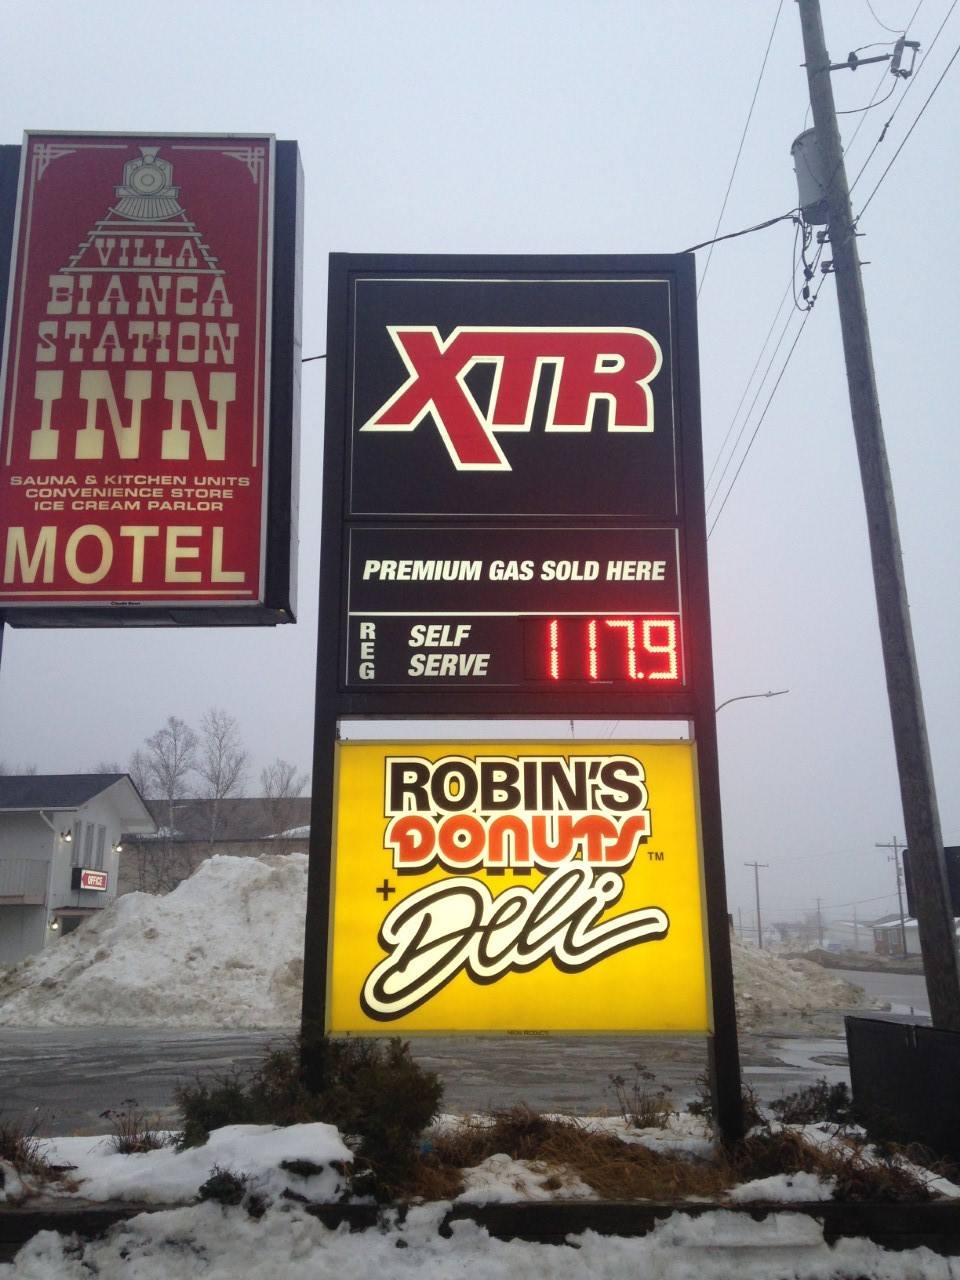 VILLA
BIANCA
STATION
INN
SAUNA & KITCHEN UNITS
CONVENIENCE STORE
ICE CREAM PARLOR
MOTEL
XTR
PREMIUM GAS SOLD HERE
REG SELF SERVE 117.9
OFFICE
ROBIN'S
DONUTS
TM
+
Deli